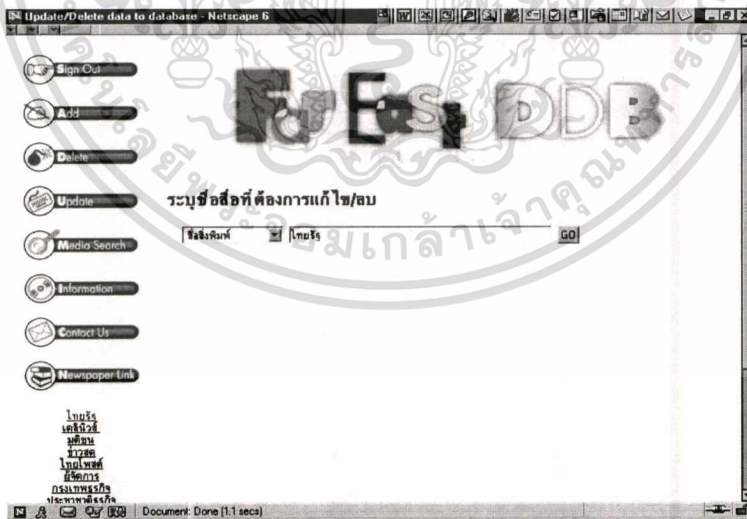 Update/Delete data to database - Netscape 6
Sign Out
Add
Delete
Update
Media Search
Information
Contact Us
Newspaper Link
ไทยรัฐ
เดลินิวส์
มติชน
ข่าวสด
ไทยโพสต์
ผู้จัดการ
กรุงเทพธุรกิจ
ประชาชาติธุรกิจ
DDB
ระบุชื่อสื่อที่ต้องการแก้ไข/ลบ
ชื่อสิ่งพิมพ์ ไทยรัฐ GO
Document: Done (1.1 secs)